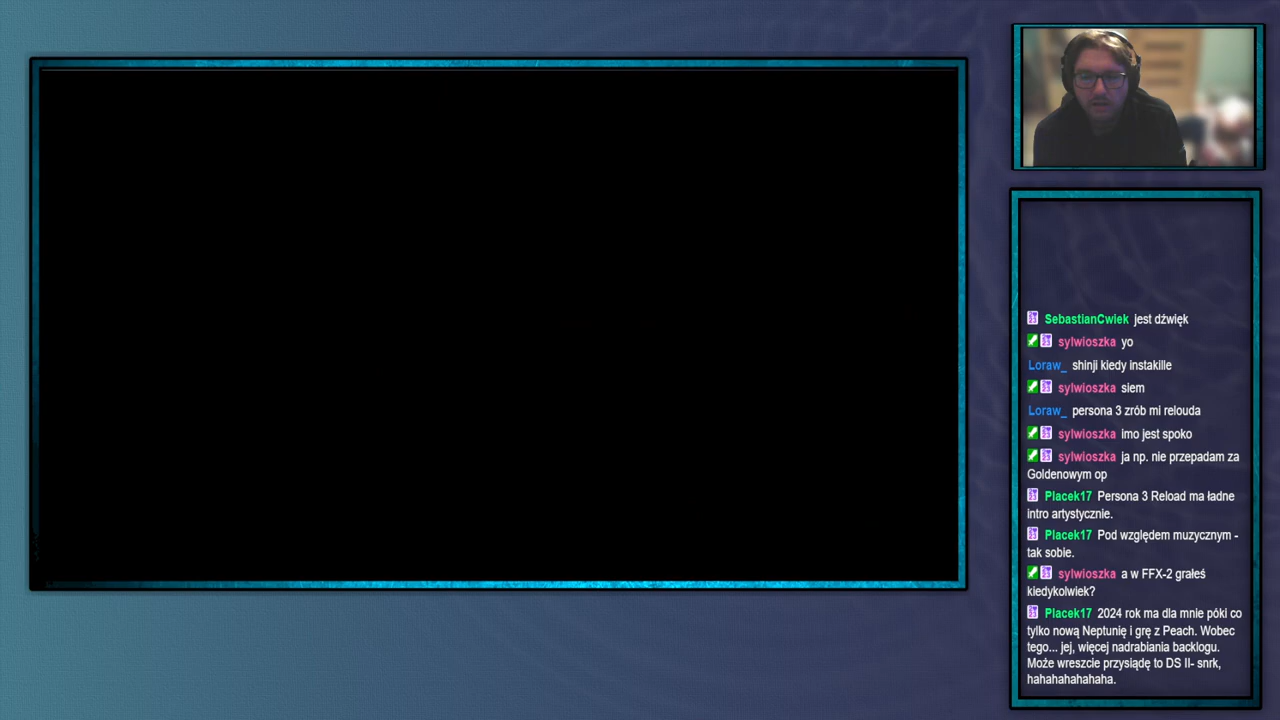 SebastianCwiek jest dźwięk
sylwioszka yo
Loraw_ shinji kiedy instakille
sylwioszka siem
Loraw_ persona 3 zrób mi relouda
sylwioszka imo jest spoko
sylwioszka ja np. nie przepadam za
Goldenowym op
Placek17 Persona 3 Reload ma ładne
intro artystycznie.
Placek17 Pod względem muzycznym -
tak sobie.
sylwioszka a w FFX-2 grałeś
kiedykolwiek?
Placek17 2024 rok ma dla mnie póki co
tylko nową Neptunię i grę z Peach. Wobec
tego... jej, więcej nadrabiania backlogu.
Może wreszcie przysiądę to DS II- snrk,
hahahahahahaha.